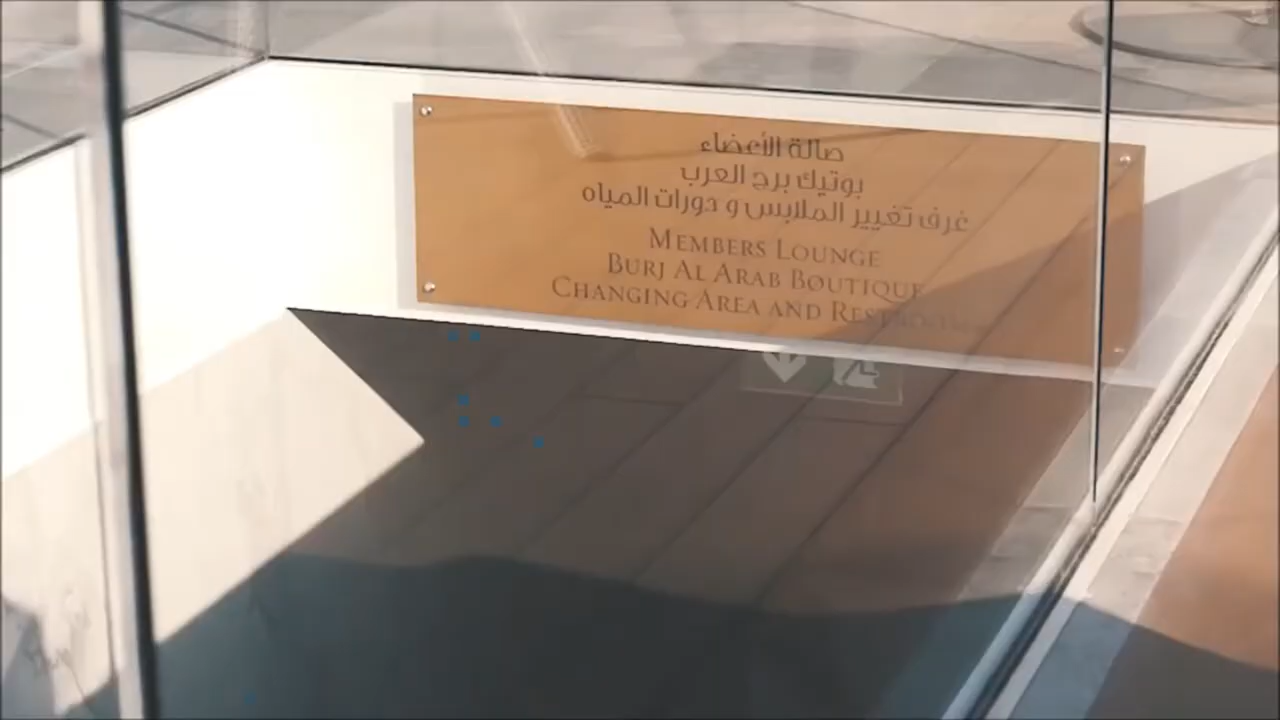 صالة الأعضاء
بوتيك برج العرب
غرف تغيير الملابس و دورات المياه
MEMBERS LOUNGE
BURJ AL ARAB BOUTIQUE
CHANGING AREA AND